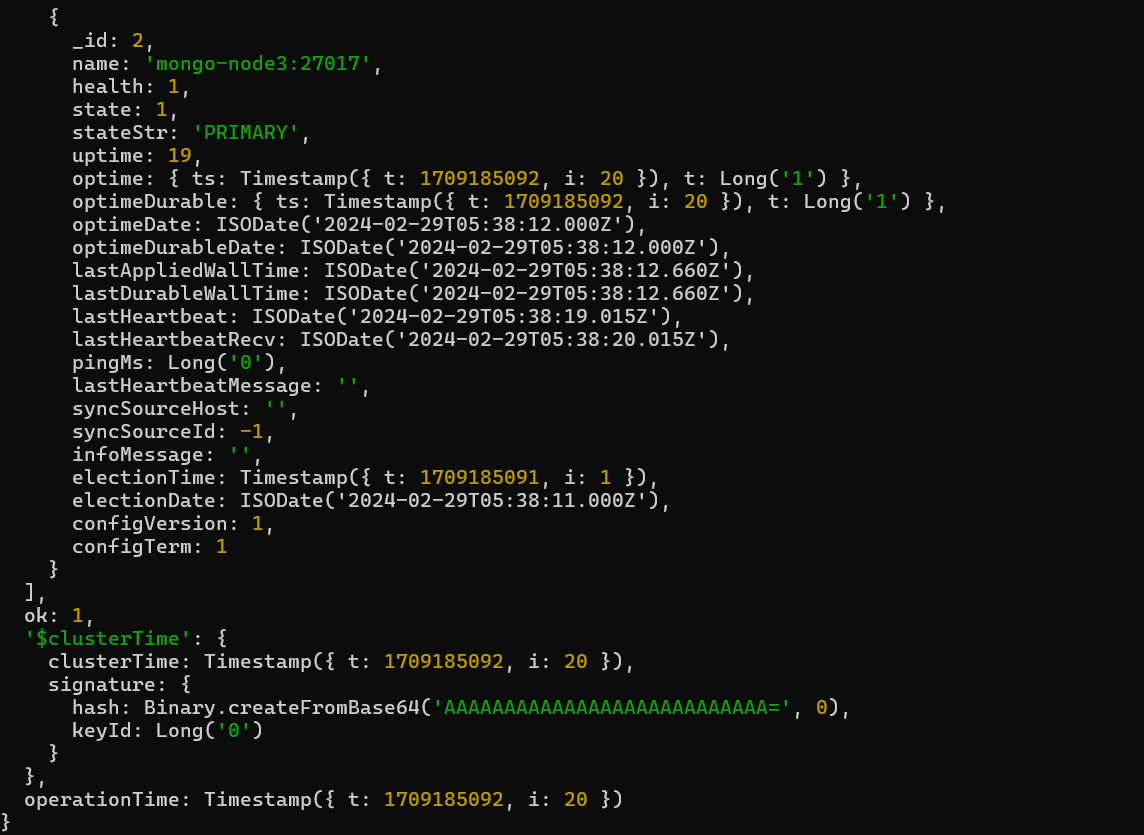 {
      _id: 2,
      name: 'mongo-node3:27017',
      health: 1,
      state: 1,
      stateStr: 'PRIMARY',
      uptime: 19,
      optime: { ts: Timestamp({ t: 1709185092, i: 20 }), t: Long('1') },
      optimeDurable: { ts: Timestamp({ t: 1709185092, i: 20 }), t: Long('1') },
      optimeDate: ISODate('2024-02-29T05:38:12.000Z'),
      optimeDurableDate: ISODate('2024-02-29T05:38:12.000Z'),
      lastAppliedWallTime: ISODate('2024-02-29T05:38:12.660Z'),
      lastDurableWallTime: ISODate('2024-02-29T05:38:12.660Z'),
      lastHeartbeat: ISODate('2024-02-29T05:38:19.015Z'),
      lastHeartbeatRecv: ISODate('2024-02-29T05:38:20.015Z'),
      pingMs: Long('0'),
      lastHeartbeatMessage: '',
      syncSourceHost: '',
      syncSourceId: -1,
      infoMessage: '',
      electionTime: Timestamp({ t: 1709185091, i: 1 }),
      electionDate: ISODate('2024-02-29T05:38:11.000Z'),
      configVersion: 1,
      configTerm: 1
    }
  ],
  ok: 1,
  '$clusterTime': {
    clusterTime: Timestamp({ t: 1709185092, i: 20 }),
    signature: {
      hash: Binary.createFromBase64('AAAAAAAAAAAAAAAAAAAAAAAAAAA=', 0),
      keyId: Long('0')
    }
  },
  operationTime: Timestamp({ t: 1709185092, i: 20 })
}